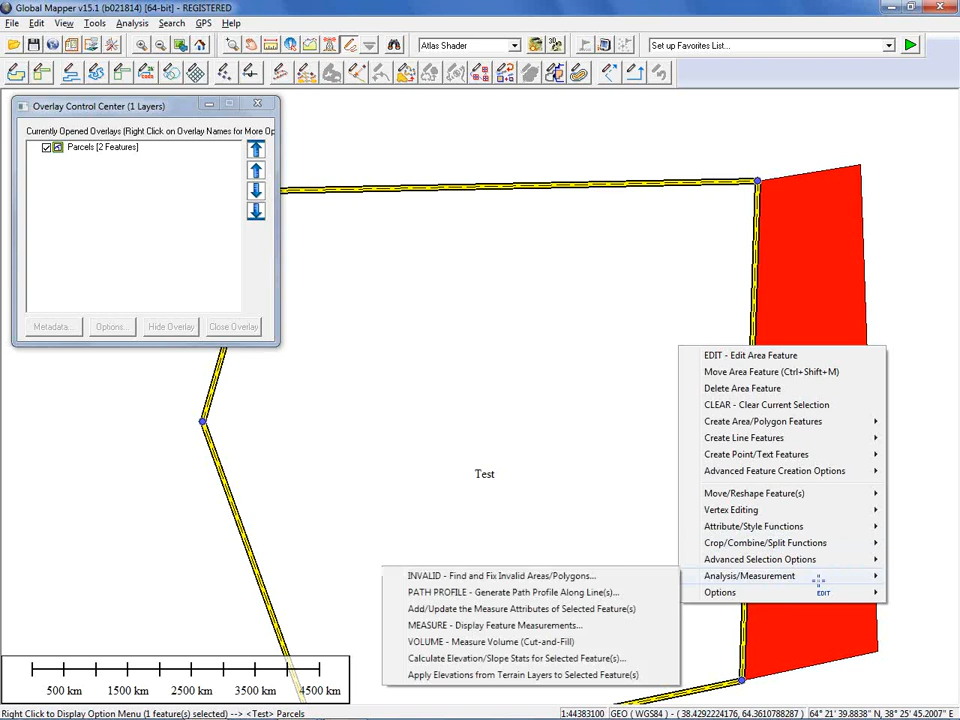 Global Mapper v15.1 (b021814) [64-bit] - REGISTERED
File Edit View Tools Analysis Search GPS Help
Atlas Shader
Set up Favorites List...
Overlay Control Center (1 Layers)
Currently Opened Overlays (Right Click on Overlay Names for More Op
Parcels [2 Features]
Metadata... Options... Hide Overlay Close Overlay
Test
EDIT - Edit Area Feature
Move Area Feature (Ctrl+Shift+M)
Delete Area Feature
CLEAR - Clear Current Selection
Create Area/Polygon Features
Create Line Features
Create Point/Text Features
Advanced Feature Creation Options
Move/Reshape Feature(s)
Vertex Editing
Attribute/Style Functions
Crop/Combine/Split Functions
Advanced Selection Options
Analysis/Measurement
Options
EDIT
INVALID - Find and Fix Invalid Areas/Polygons...
PATH PROFILE - Generate Path Profile Along Line(s)...
Add/Update the Measure Attributes of Selected Feature(s)
MEASURE - Display Feature Measurements...
VOLUME - Measure Volume (Cut-and-Fill)
Calculate Elevation/Slope Stats for Selected Feature(s)...
Apply Elevations from Terrain Layers to Selected Feature(s)
500 km 1500 km 2500 km 3500 km 4500 km
Right Click to Display Option Menu (1 feature(s) selected) --> <Test> Parcels
1:44383100 GEO (WGS84) - ( 38.4292224176, 64.3610788287 ) 64° 21' 39.8838" N, 38° 25' 45.2007" E